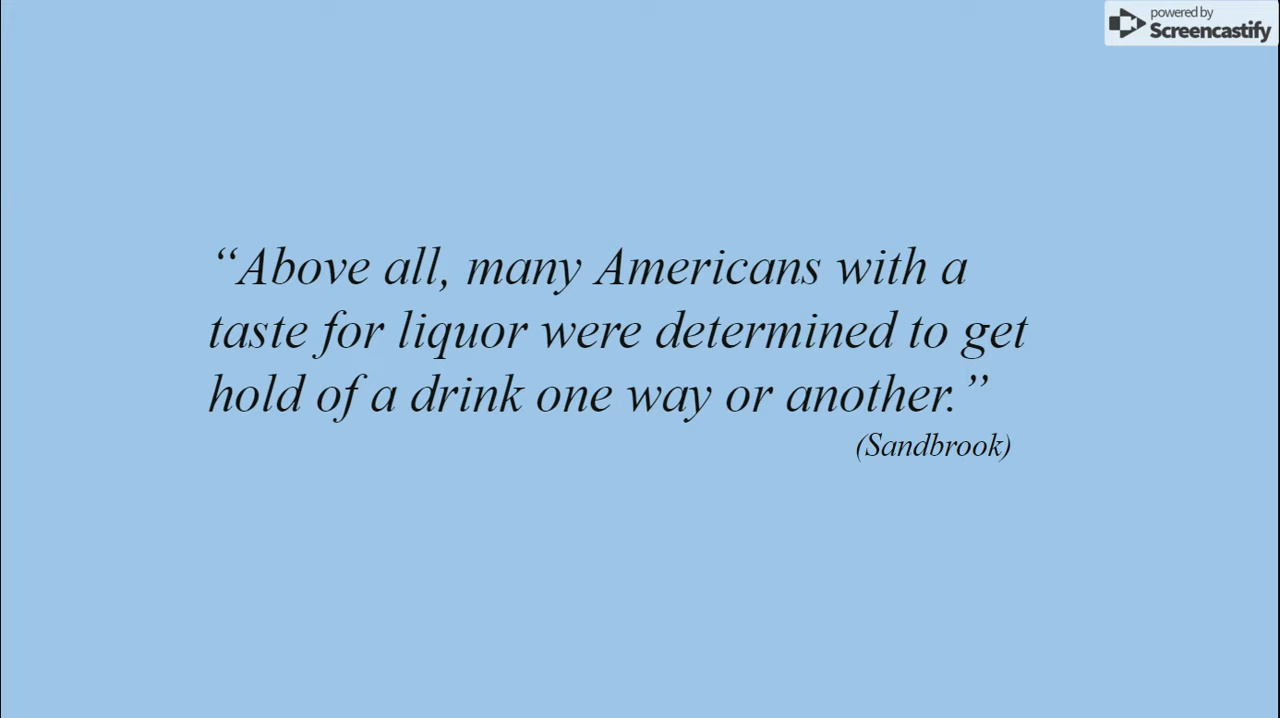 powered by
Screencastify
“Above all, many Americans with a
taste for liquor were determined to get
hold of a drink one way or another.”
(Sandbrook)